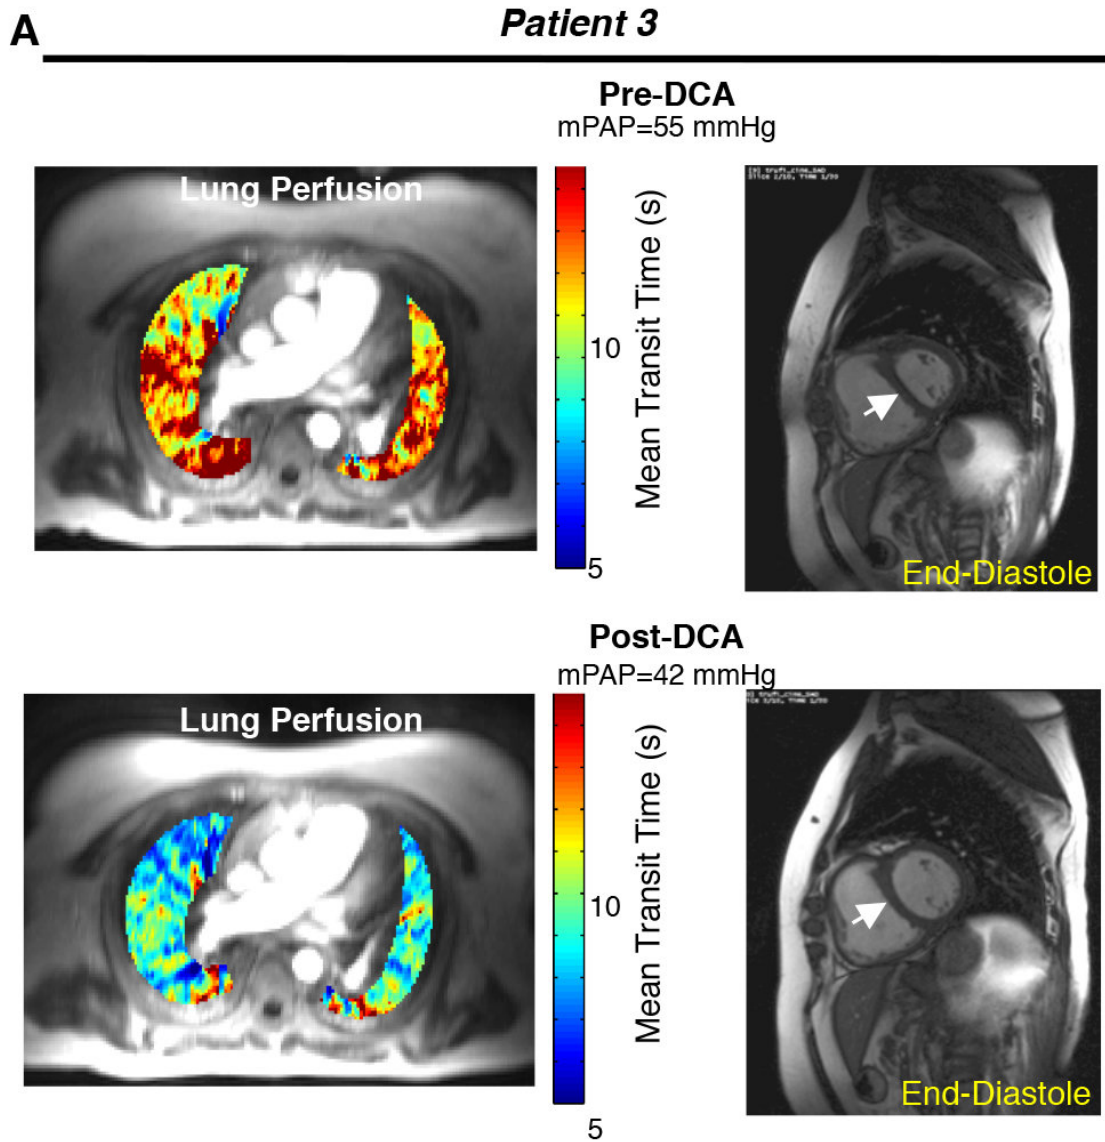 A
Patient 3
Pre-DCA
mPAP=55 mmHg
Lung Perfusion
10
5
Mean Transit Time (s)
End-Diastole
Post-DCA
mPAP=42 mmHg
Lung Perfusion
10
5
Mean Transit Time (s)
End-Diastole